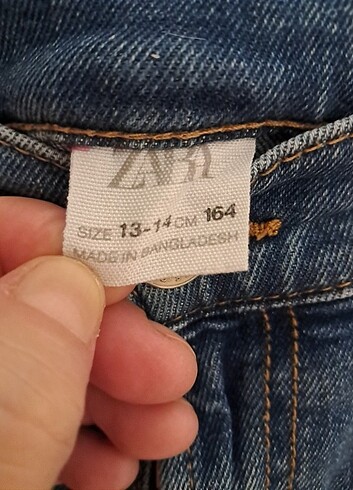 ZARA
SIZE 13-14 CM 164
MADE IN BANGLADESH